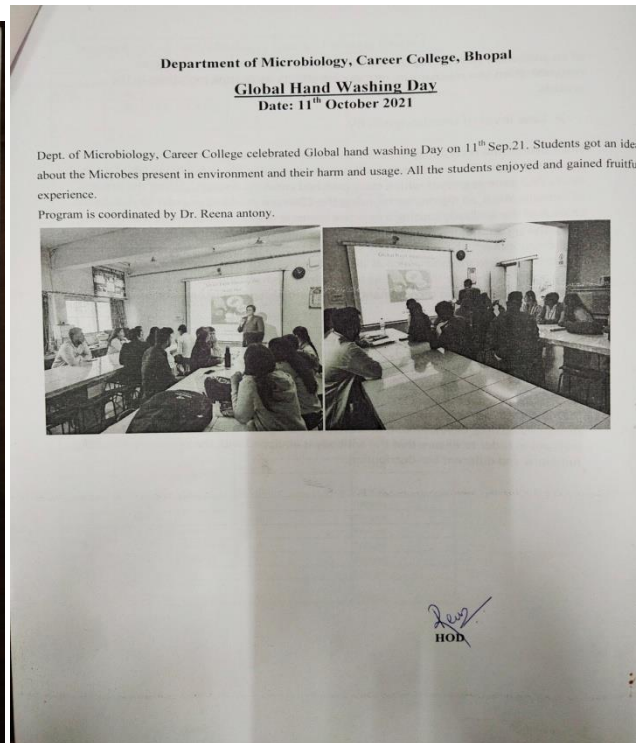 Department of Microbiology, Career College, Bhopal
Global Hand Washing Day
Date: 11th October 2021
Dept. of Microbiology, Career College celebrated Global hand washing Day on 11th Sep.21. Students got an idea
about the Microbes present in environment and their harm and usage. All the students enjoyed and gained fruitfu
experience.
Program is coordinated by Dr. Reena antony.
HOD